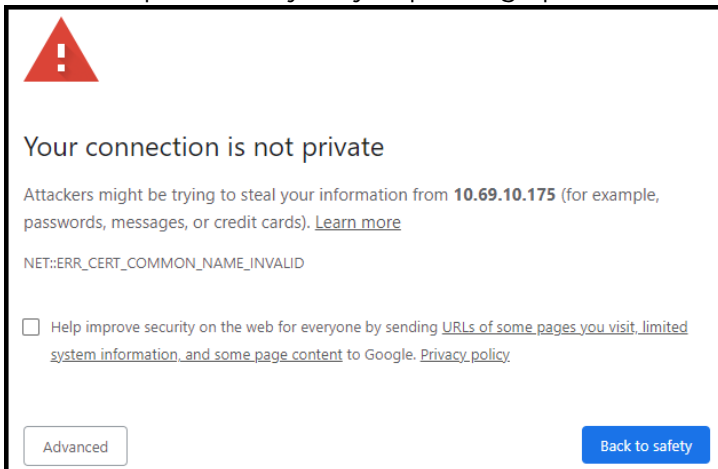 Your connection is not private
Attackers might be trying to steal your information from 10.69.10.175 (for example,
passwords, messages, or credit cards). Learn more
NET::ERR_CERT_COMMON_NAME_INVALID
Help improve security on the web for everyone by sending URLs of some pages you visit, limited
system information, and some page content to Google. Privacy policy
Advanced
Back to safety